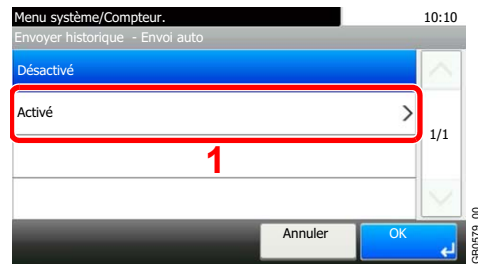 Menu système/Compteur. 10:10
Envoyer historique - Envoi auto
Désactivé
Activé
1/1
1
Annuler OK
GB0579_00